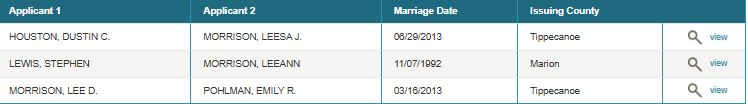 Applicant 1 Applicant 2 Marriage Date Issuing County
HOUSTON, DUSTIN C. MORRISON, LEESA J. 06/29/2013 Tippecanoe view
LEWIS, STEPHEN MORRISON, LEEANN 11/07/1992 Marion view
MORRISON, LEE D. POHLMAN, EMILY R. 03/16/2013 Tippecanoe view